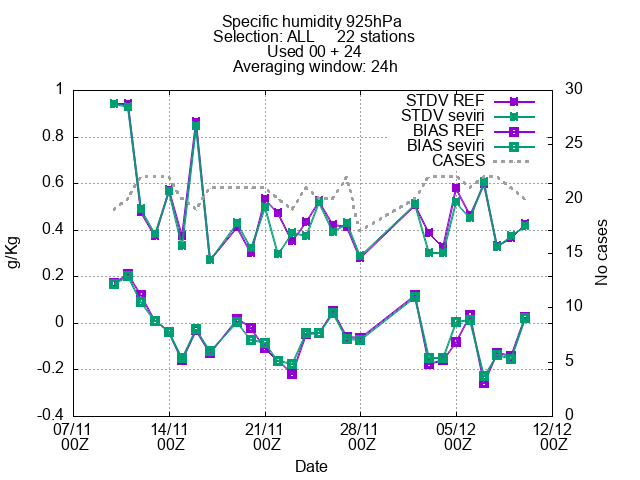 Specific humidity 925hPa
Selection: ALL 22 stations
Used 00 + 24
Averaging window: 24h
1
0.8
0.6
0.4
0.2
0
-0.2
-0.4
g/Kg
STDV REF
STDV seviri
BIAS REF
BIAS seviri
CASES
30
25
20
15
10
5
0
No cases
07/11 14/11 21/11 28/11 05/12 12/12
00Z 00Z 00Z 00Z 00Z 00Z
Date